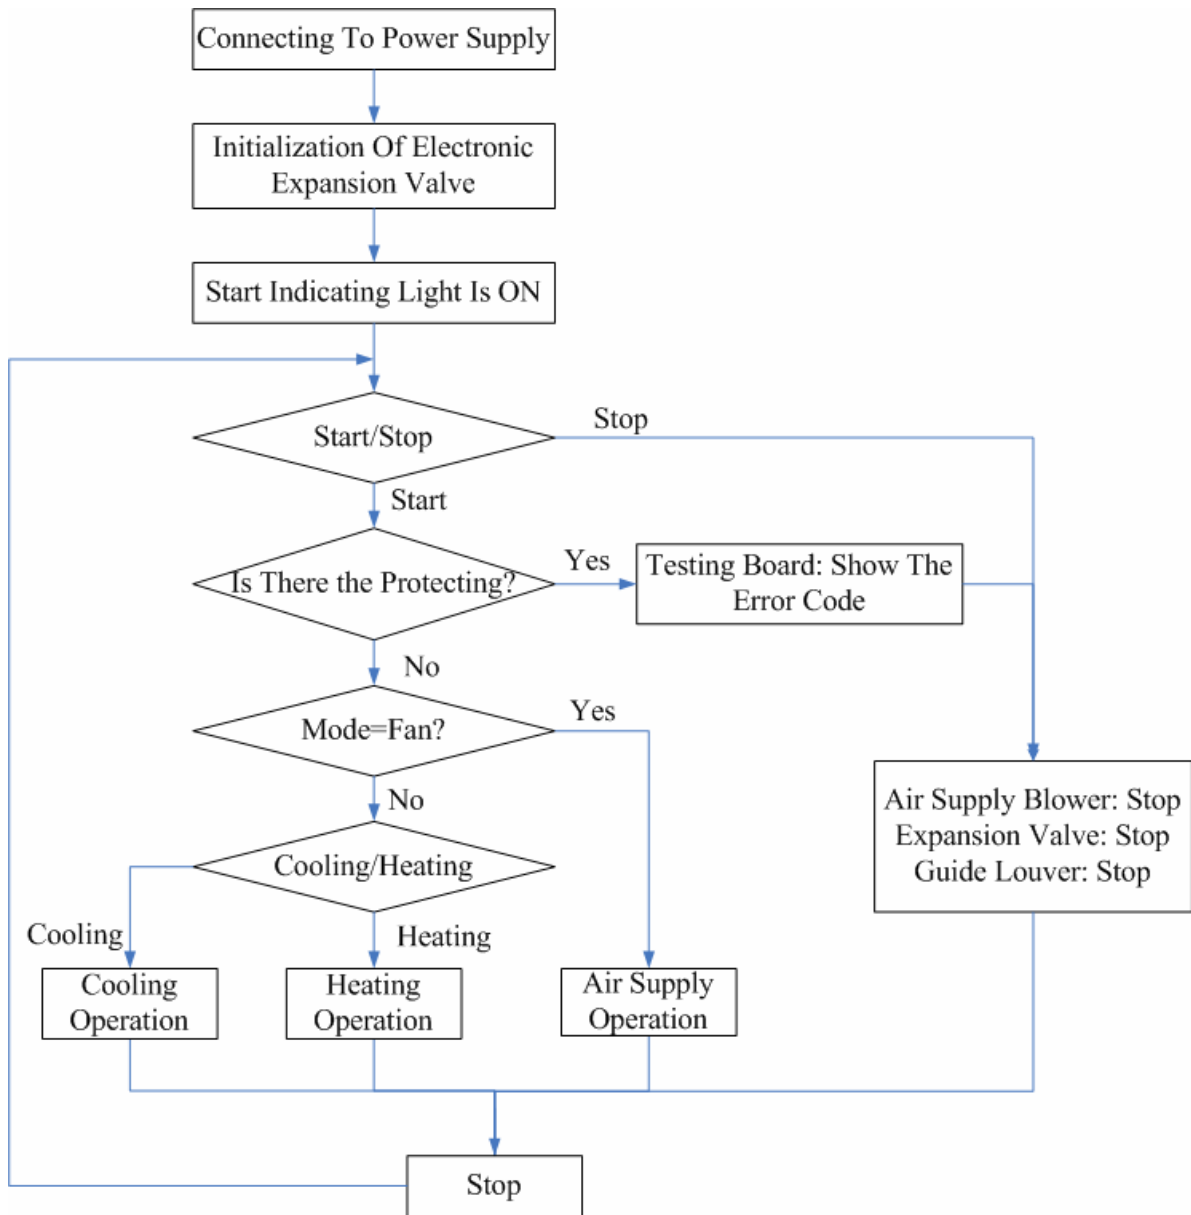 Connecting To Power Supply
Initialization Of Electronic
Expansion Valve
Start Indicating Light Is ON
Start/Stop
Stop
Start
Is There the Protecting?
Yes
Testing Board: Show The
Error Code
No
Mode=Fan?
Yes
No
Air Supply Blower: Stop
Expansion Valve: Stop
Guide Louver: Stop
Cooling/Heating
Cooling
Heating
Cooling
Operation
Heating
Operation
Air Supply
Operation
Stop